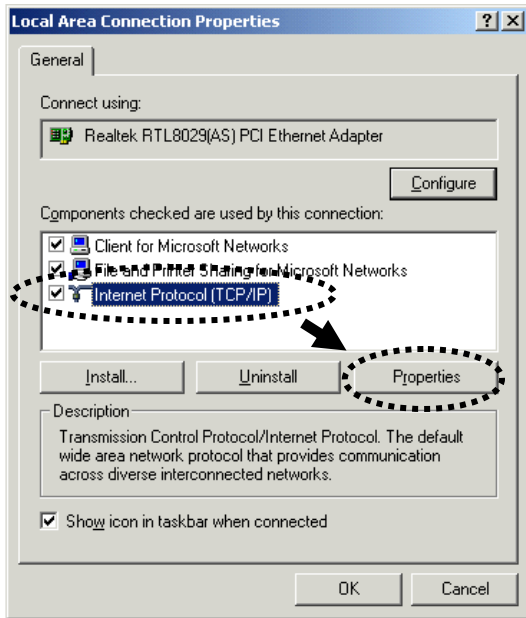 Local Area Connection Properties
General
Connect using:
Realtek RTL8029(AS) PCI Ethernet Adapter
Configure
Components checked are used by this connection:
Client for Microsoft Networks
File and Printer Sharing for Microsoft Networks
Internet Protocol (TCP/IP)
Install... Uninstall Properties
Description
Transmission Control Protocol/Internet Protocol. The default
wide area network protocol that provides communication
across diverse interconnected networks.
Show icon in taskbar when connected
OK Cancel